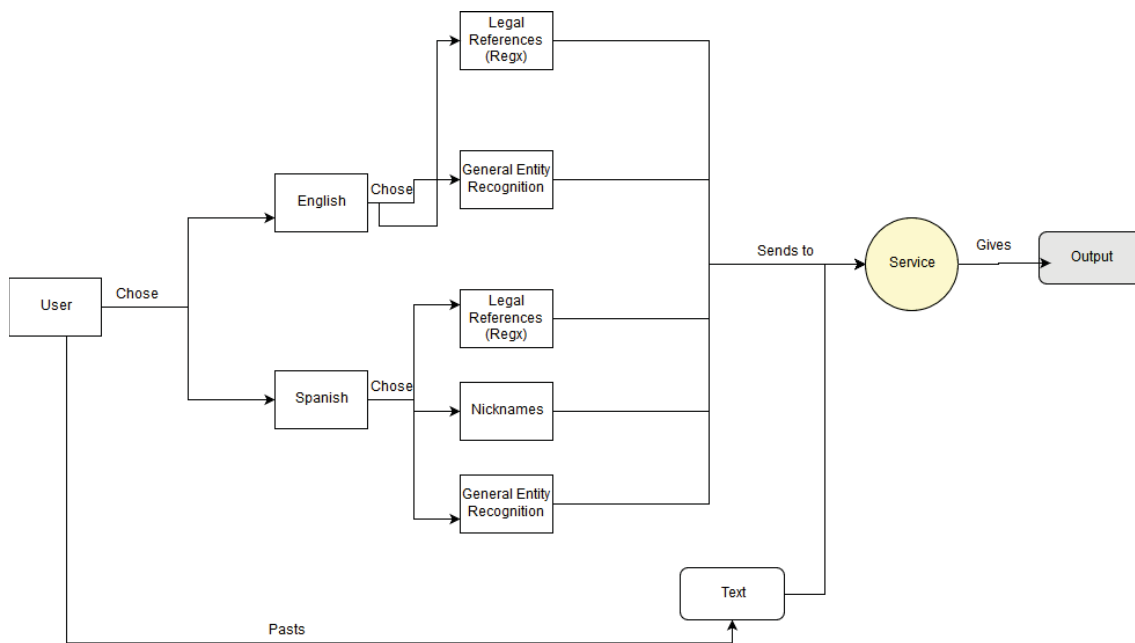 Legal
References
(Regx)
General Entity
Recognition
Chose
English
Sends to
Gives
Service
Output
Chose
User
Legal
References
(Regx)
Chose
Spanish
Nicknames
General Entity
Recognition
Text
Pasts